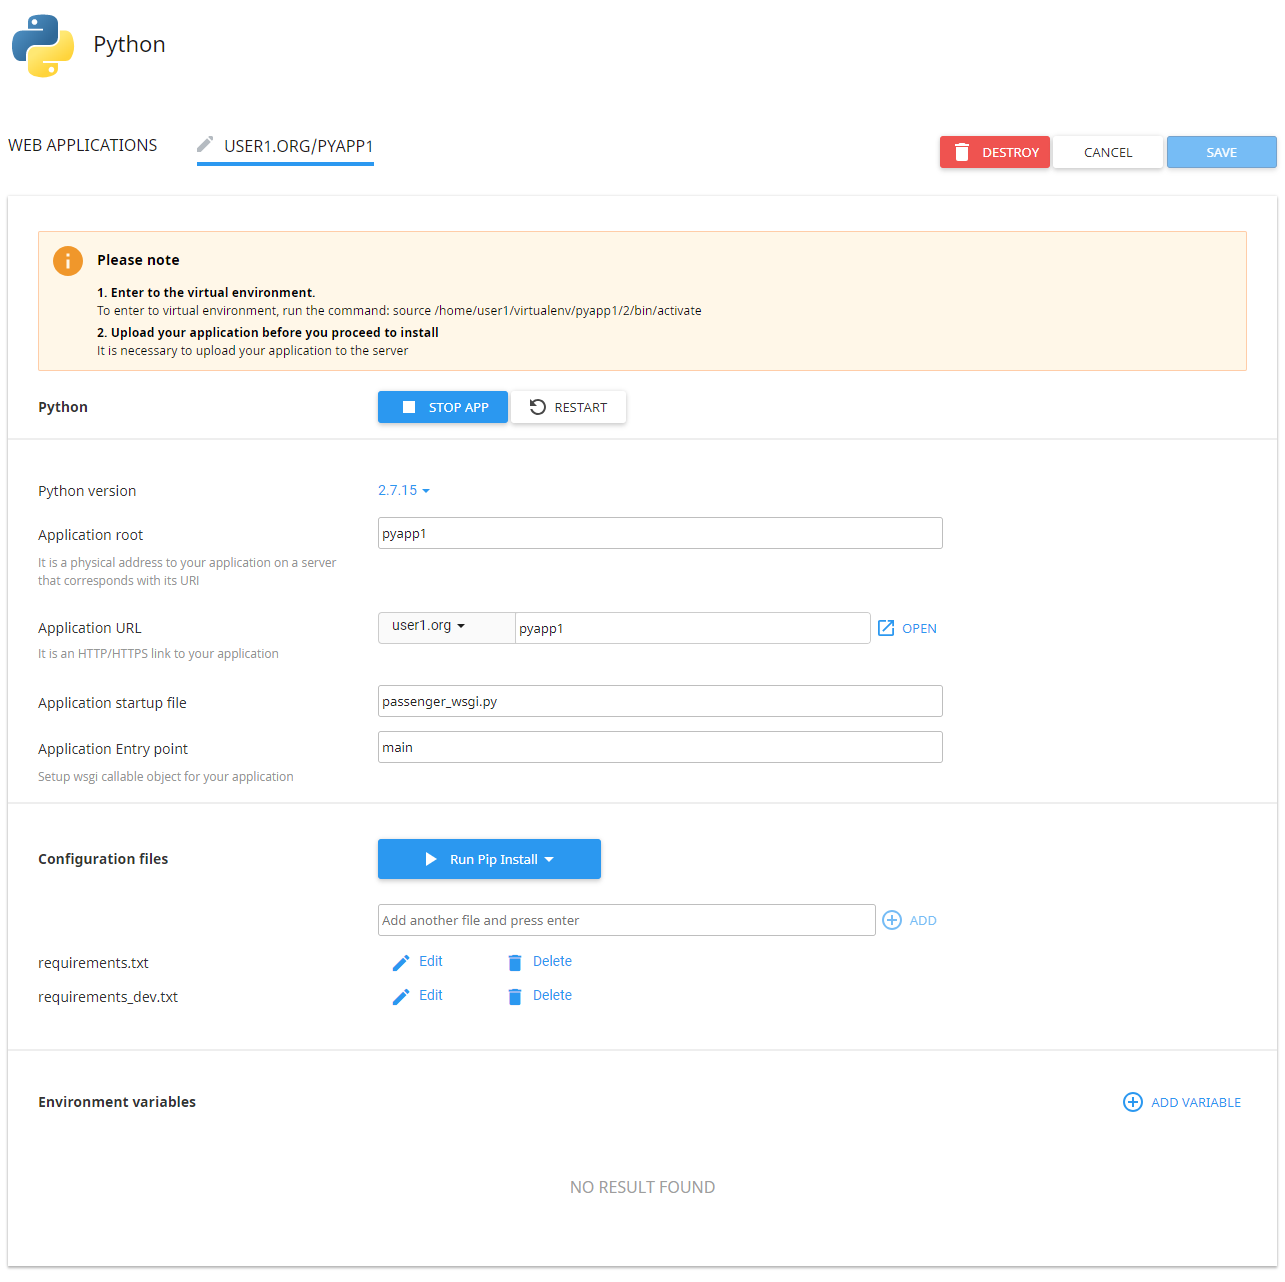 Python
WEB APPLICATIONS
USER1.ORG/PYAPP1
DESTROY
CANCEL
SAVE
Please note
1. Enter to the virtual environment.
To enter to virtual environment, run the command: source /home/user1/virtualenv/pyapp1/2/bin/activate
2. Upload your application before you proceed to install
It is necessary to upload your application to the server
Python
STOP APP
RESTART
Python version
2.7.15
Application root
pyapp1
It is a physical address to your application on a server
that corresponds with its URI
Application URL
user1.org
pyapp1
OPEN
It is an HTTP/HTTPS link to your application
Application startup file
passenger_wsgi.py
Application Entry point
main
Setup wsgi callable object for your application
Configuration files
Run Pip Install
Add another file and press enter
ADD
requirements.txt
Edit
Delete
requirements_dev.txt
Edit
Delete
Environment variables
ADD VARIABLE
NO RESULT FOUND